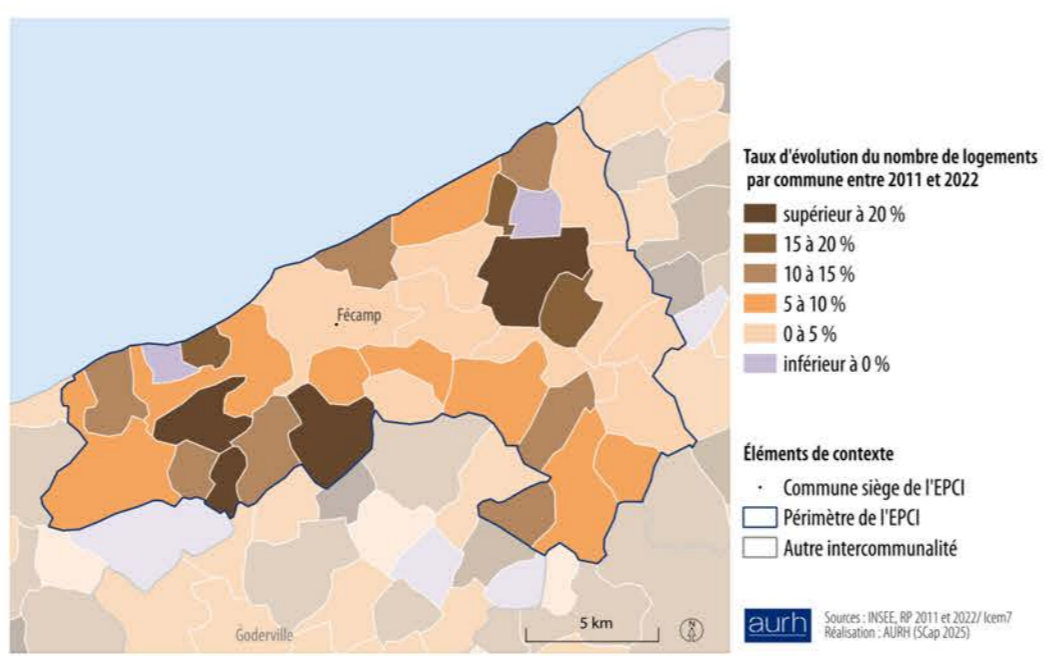 Fécamp
Goderville
5 km
N
Taux d'évolution du nombre de logements
par commune entre 2011 et 2022
supérieur à 20 %
15 à 20 %
10 à 15 %
5 à 10 %
0 à 5 %
inférieur à 0 %
Éléments de contexte
Commune siège de l'EPCI
Périmètre de l'EPCI
Autre intercommunalité
aurh
Sources : INSEE, RP 2011 et 2022/ lcem7
Réalisation : AURH (SCap 2025)